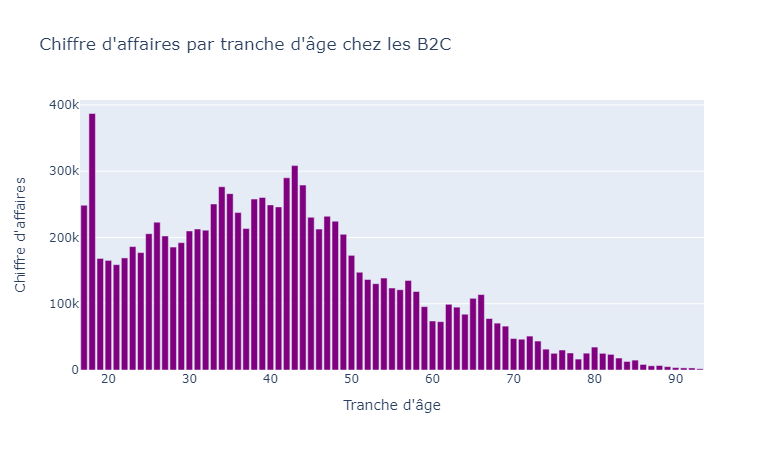 Chiffre d'affaires par tranche d'âge chez les B2C
400k
300k
200k
100k
0
Chiffre d'affaires
20 30 40 50 60 70 80 90
Tranche d'âge